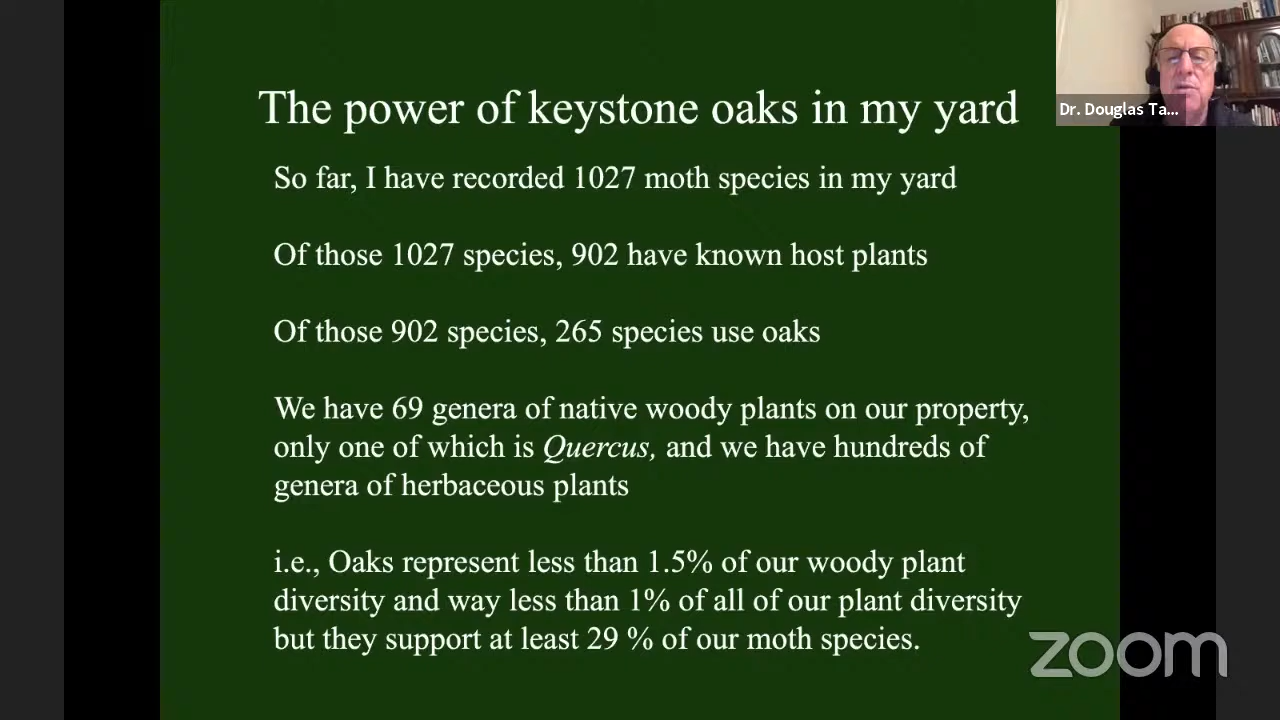 The power of keystone oaks in my yard
Dr. Douglas Ta...
So far, I have recorded 1027 moth species in my yard
Of those 1027 species, 902 have known host plants
Of those 902 species, 265 species use oaks
We have 69 genera of native woody plants on our property,
only one of which is Quercus, and we have hundreds of
genera of herbaceous plants
i.e., Oaks represent less than 1.5% of our woody plant
diversity and way less than 1% of all of our plant diversity
but they support at least 29 % of our moth species.
zoom